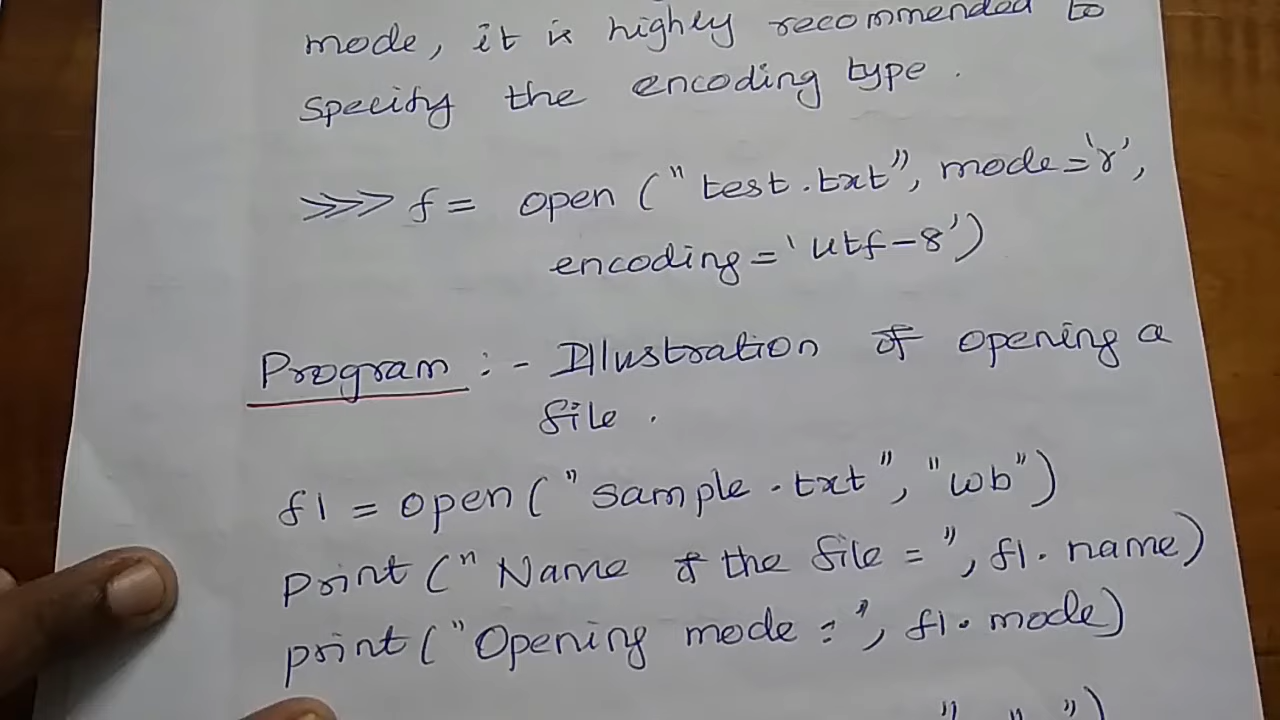 mode, it is highly recommended to
specify the encoding type.
>>> f = open ("test.txt", mode='r',
encoding='utf-8')
Program :- Illustration of opening a
file.
f1 = open("sample.txt", "wb")
Print ("Name of the file = ", f1.name)
print ("Opening mode = ", f1.mode)